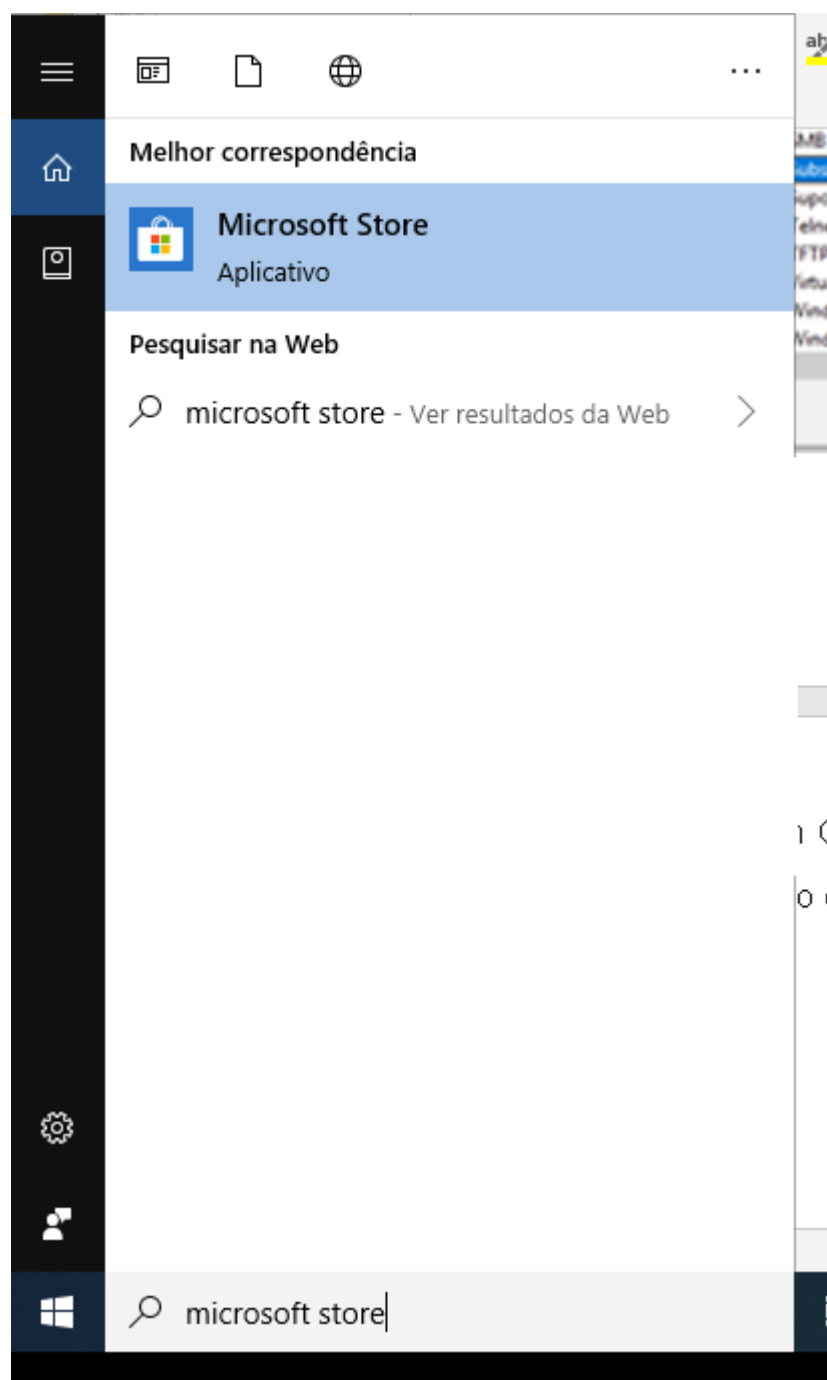 Melhor correspondência
Microsoft Store
Aplicativo
Pesquisar na Web
microsoft store - Ver resultados da Web
microsoft store